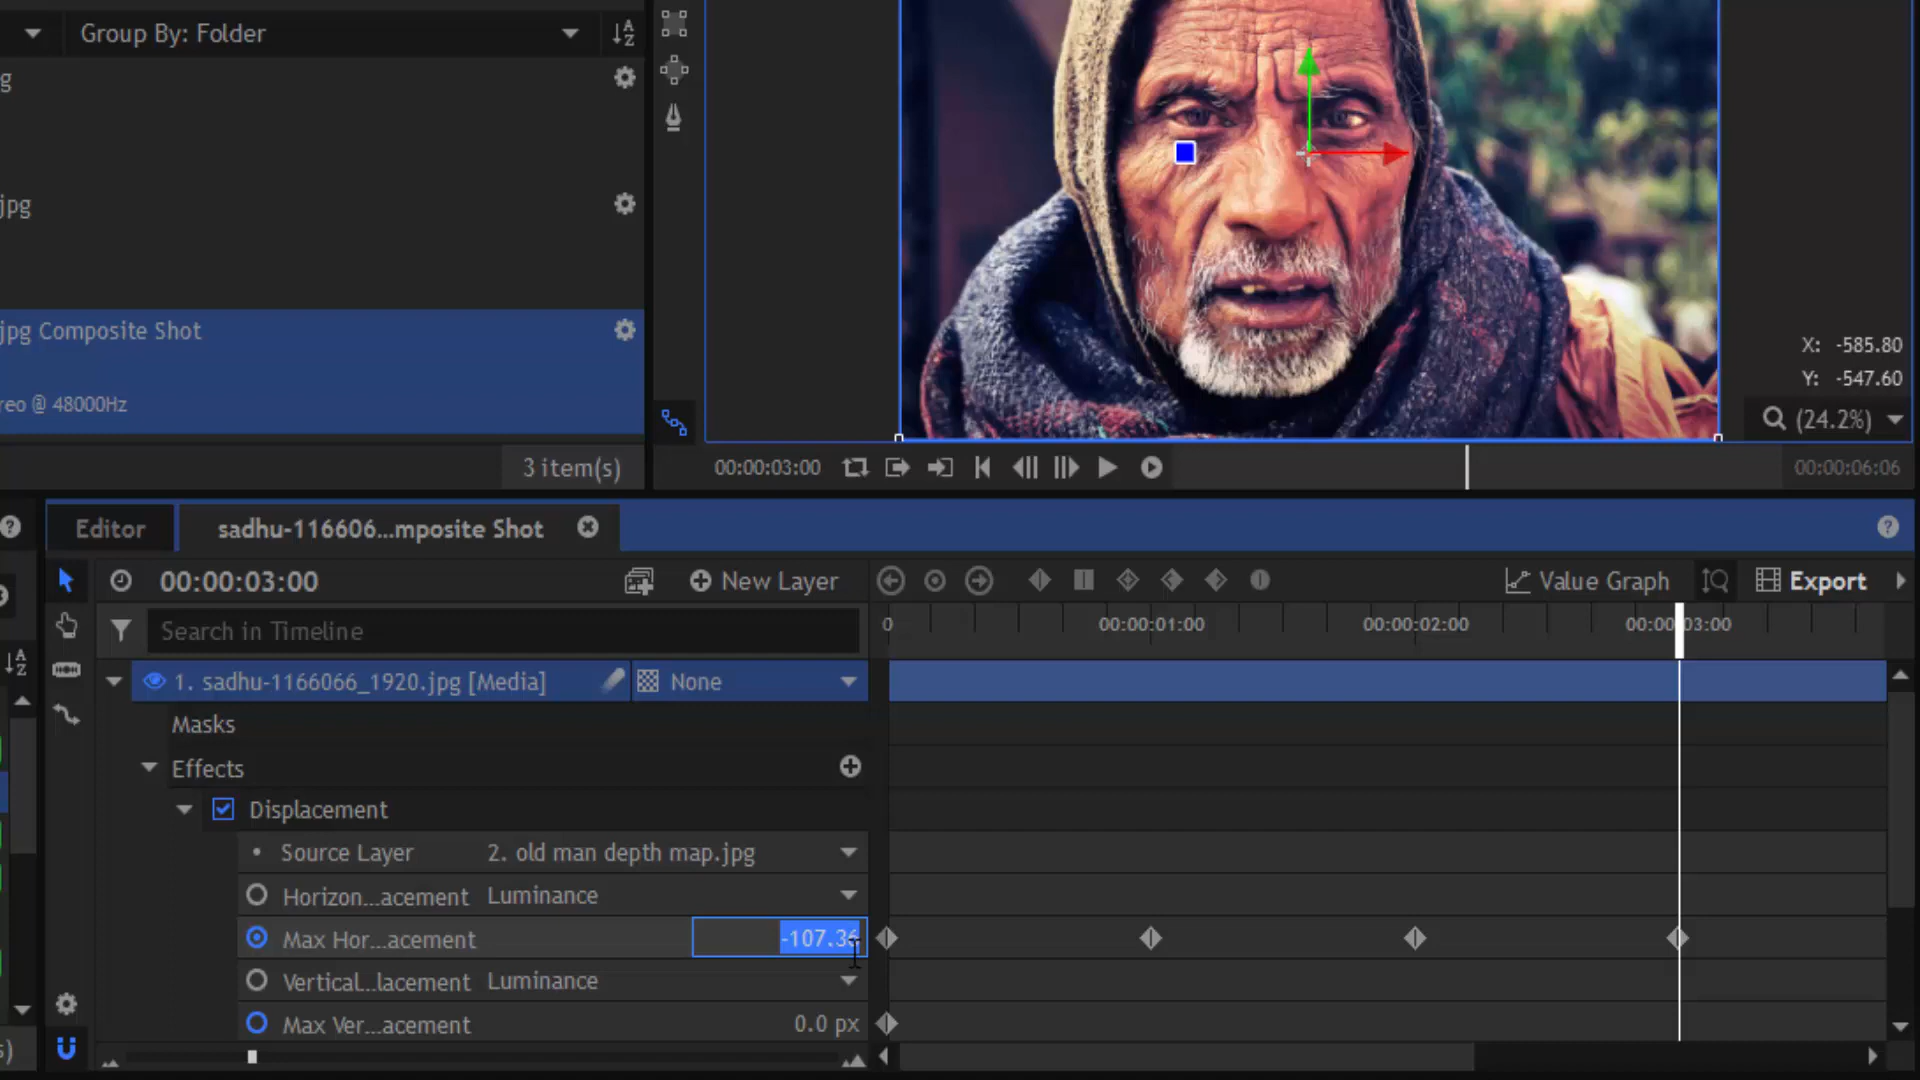 Group By: Folder
g
jpg
jpg Composite Shot
reo @ 48000Hz
3 item(s)
X: -585.80
Y: -547.60
(24.2%)
00:00:03:00
00:00:06:06
Editor
sadhu-116606...mposite Shot
00:00:03:00
New Layer
Value Graph
Export
Search in Timeline
0
00:00:01:00
00:00:02:00
00:00:03:00
1. sadhu-1166066_1920.jpg [Media]
None
Masks
Effects
Displacement
Source Layer
2. old man depth map.jpg
Horizon...acement
Luminance
Max Hor...acement
-107.36
Vertical...lacement
Luminance
Max Ver...acement
0.0 px
s)